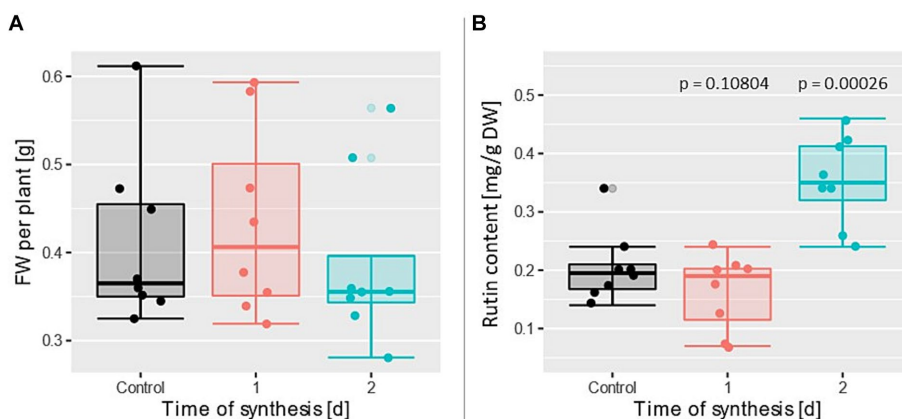 A
FW per plant [g]
0.6
0.5
0.4
0.3
Control 1 2
Time of synthesis [d]
B
Rutin content [mg/g DW]
p = 0.10804 p = 0.00026
0.5
0.4
0.3
0.2
0.1
Control 1 2
Time of synthesis [d]